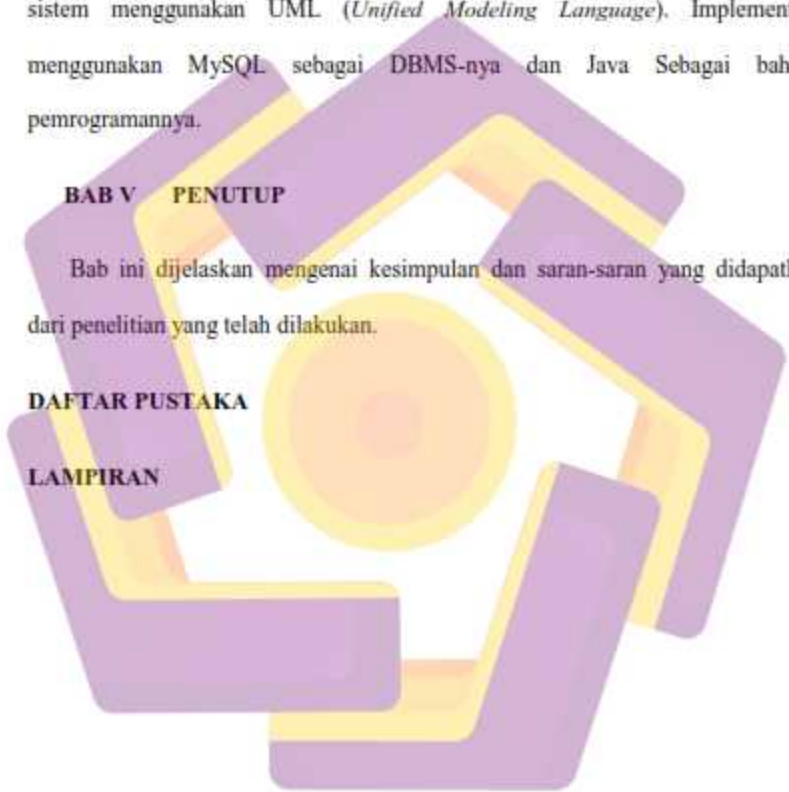 sistem menggunakan UML (Unified Modeling Language). Implement
menggunakan MySQL sebagai DBMS-nya dan Java Sebagai bah
pemrogramannya.
BAB V PENUTUP
Bab ini dijelaskan mengenai kesimpulan dan saran-saran yang didapatl
dari penelitian yang telah dilakukan.
DAFTAR PUSTAKA
LAMPIRAN